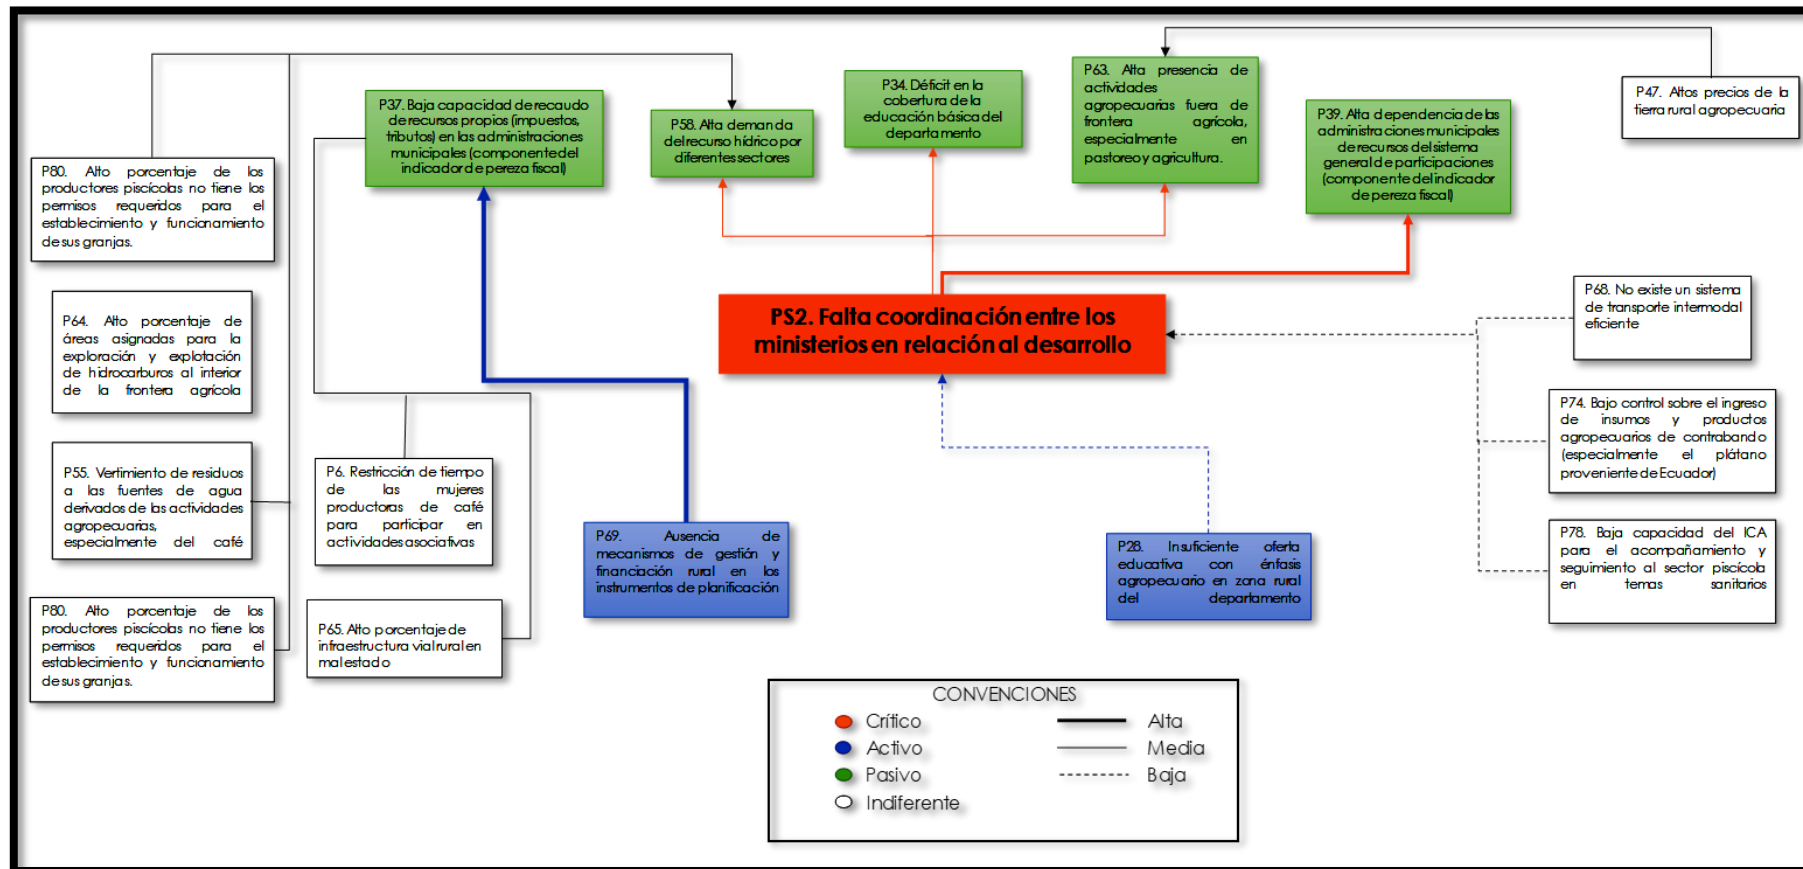 P80. Alto porcentaje de los
productores piscícolas no tiene los
permisos requeridos para el
establecimiento y funcionamiento
de sus granjas.
P64. Alto porcentaje de
áreas asignadas para la
exploración y explotación
de hidrocarburos al interior
de la frontera agrícola
P55. Vertimiento de residuos
a las fuentes de agua
derivados de las actividades
agropecuarias,
especialmente del café
P80. Alto porcentaje de los
productores piscícolas no tiene los
permisos requeridos para el
establecimiento y funcionamiento
de sus granjas.
P37. Baja capacidad de recaudo
de recursos propios (impuestos,
tributos) en las administraciones
municipales (componente del
indicador de pereza fiscal)
P58. Alta demanda
del recurso hídrico por
diferentes sectores
P34. Déficit en la
cobertura de la
educación básica del
departamento
P63. Alta presencia de
actividades
agropecuarias fuera de
frontera agrícola,
especialmente en
pastoreo y agricultura.
P39. Alta dependencia de las
administraciones municipales
de recursos del sistema
general de participaciones
(componente del indicador
de pereza fiscal)
P47. Altos precios de la
tierra rural agropecuaria
PS2. Falta coordinación entre los
ministerios en relación al desarrollo
P68. No existe un sistema
de transporte intermodal
eficiente
P74. Bajo control sobre el ingreso
de insumos y productos
agropecuarios de contrabando
(especialmente el plátano
proveniente de Ecuador)
P78. Baja capacidad del ICA
para el acompañamiento y
seguimiento al sector piscícola
en temas sanitarios
P6. Restricción de tiempo
de las mujeres
productoras de café
para participar en
actividades asociativas
P65. Alto porcentaje de
infraestructura vial rural en
mal estado
P69. Ausencia de
mecanismos de gestión y
financiación rural en los
instrumentos de planificación
P28. Insuficiente oferta
educativa con énfasis
agropecuario en zona rural
del departamento
CONVENCIONES
Crítico
Activo
Pasivo
Indiferente
Alta
Media
Baja